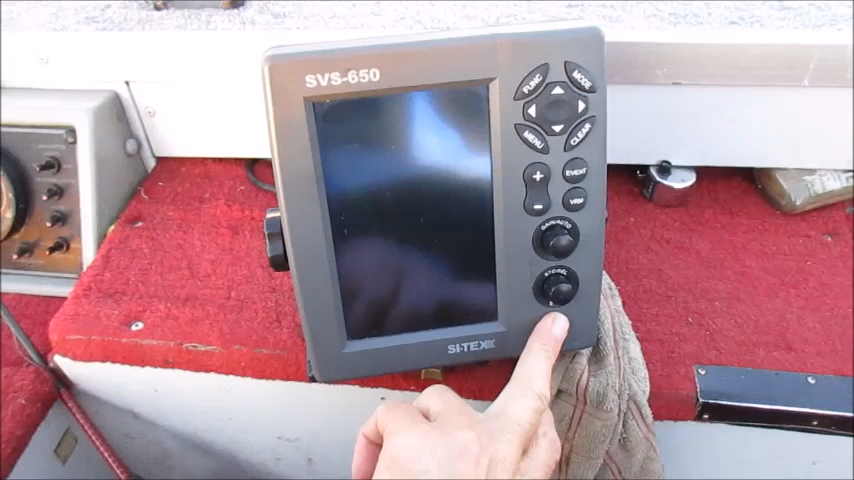 SVS-650
FUNC
MODE
MENU
CLEAR
+
EVENT
-
VRM
GAIN/AUTO
SI-TEX